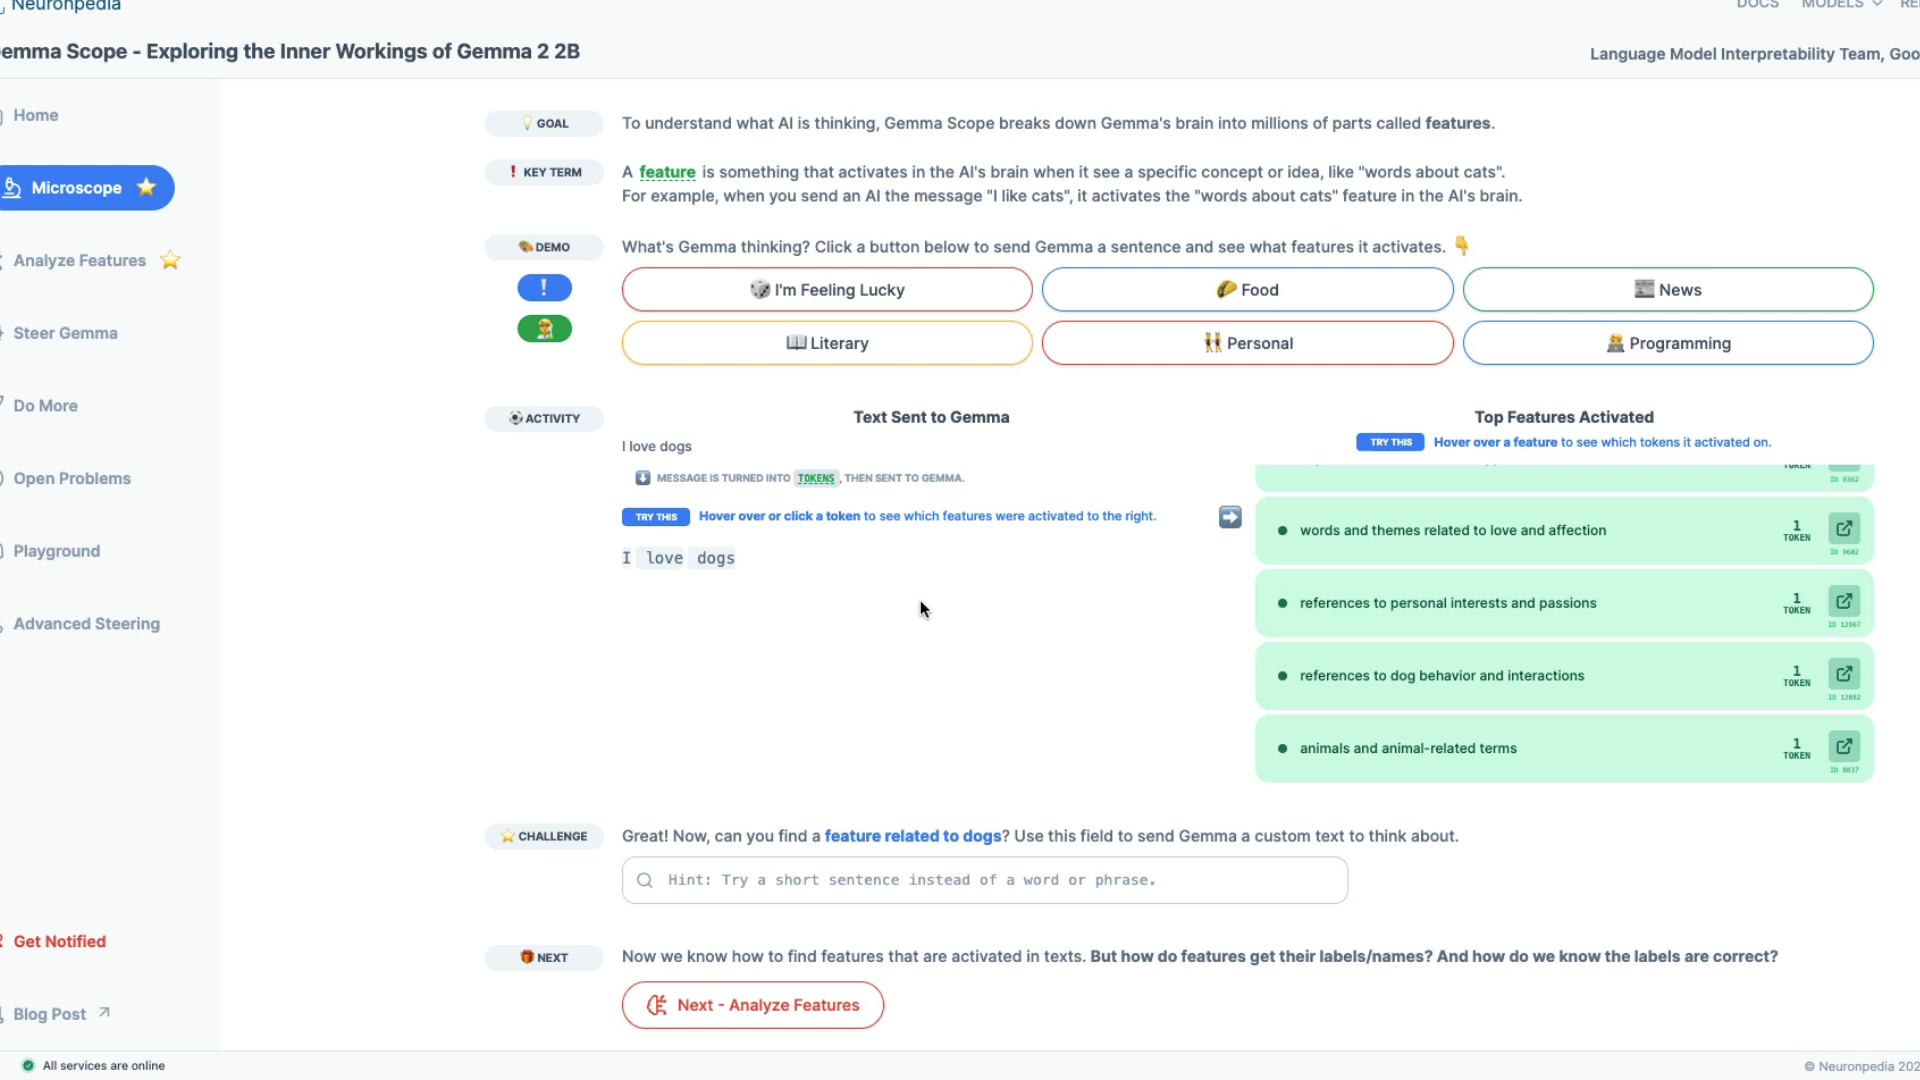 Neuronpedia
DOCS
MODELS
emma Scope - Exploring the Inner Workings of Gemma 2 2B
Language Model Interpretability Team, Goo
Home
Microscope
Analyze Features
Steer Gemma
Do More
Open Problems
Playground
Advanced Steering
Get Notified
Blog Post
GOAL
To understand what AI is thinking, Gemma Scope breaks down Gemma's brain into millions of parts called features.
KEY TERM
A feature is something that activates in the AI's brain when it see a specific concept or idea, like "words about cats".
For example, when you send an AI the message "I like cats", it activates the "words about cats" feature in the AI's brain.
DEMO
What's Gemma thinking? Click a button below to send Gemma a sentence and see what features it activates.
I'm Feeling Lucky
Food
News
Literary
Personal
Programming
ACTIVITY
Text Sent to Gemma
I love dogs
MESSAGE IS TURNED INTO TOKENS, THEN SENT TO GEMMA.
TRY THIS Hover over or click a token to see which features were activated to the right.
I love dogs
Top Features Activated
TRY THIS Hover over a feature to see which tokens it activated on.
TOKEN
ID 9362
words and themes related to love and affection
1
TOKEN
ID 9602
references to personal interests and passions
1
TOKEN
ID 12967
references to dog behavior and interactions
1
TOKEN
ID 12082
animals and animal-related terms
1
TOKEN
ID 8837
CHALLENGE
Great! Now, can you find a feature related to dogs? Use this field to send Gemma a custom text to think about.
Hint: Try a short sentence instead of a word or phrase.
NEXT
Now we know how to find features that are activated in texts. But how do features get their labels/names? And how do we know the labels are correct?
Next - Analyze Features
All services are online
© Neuronpedia 202